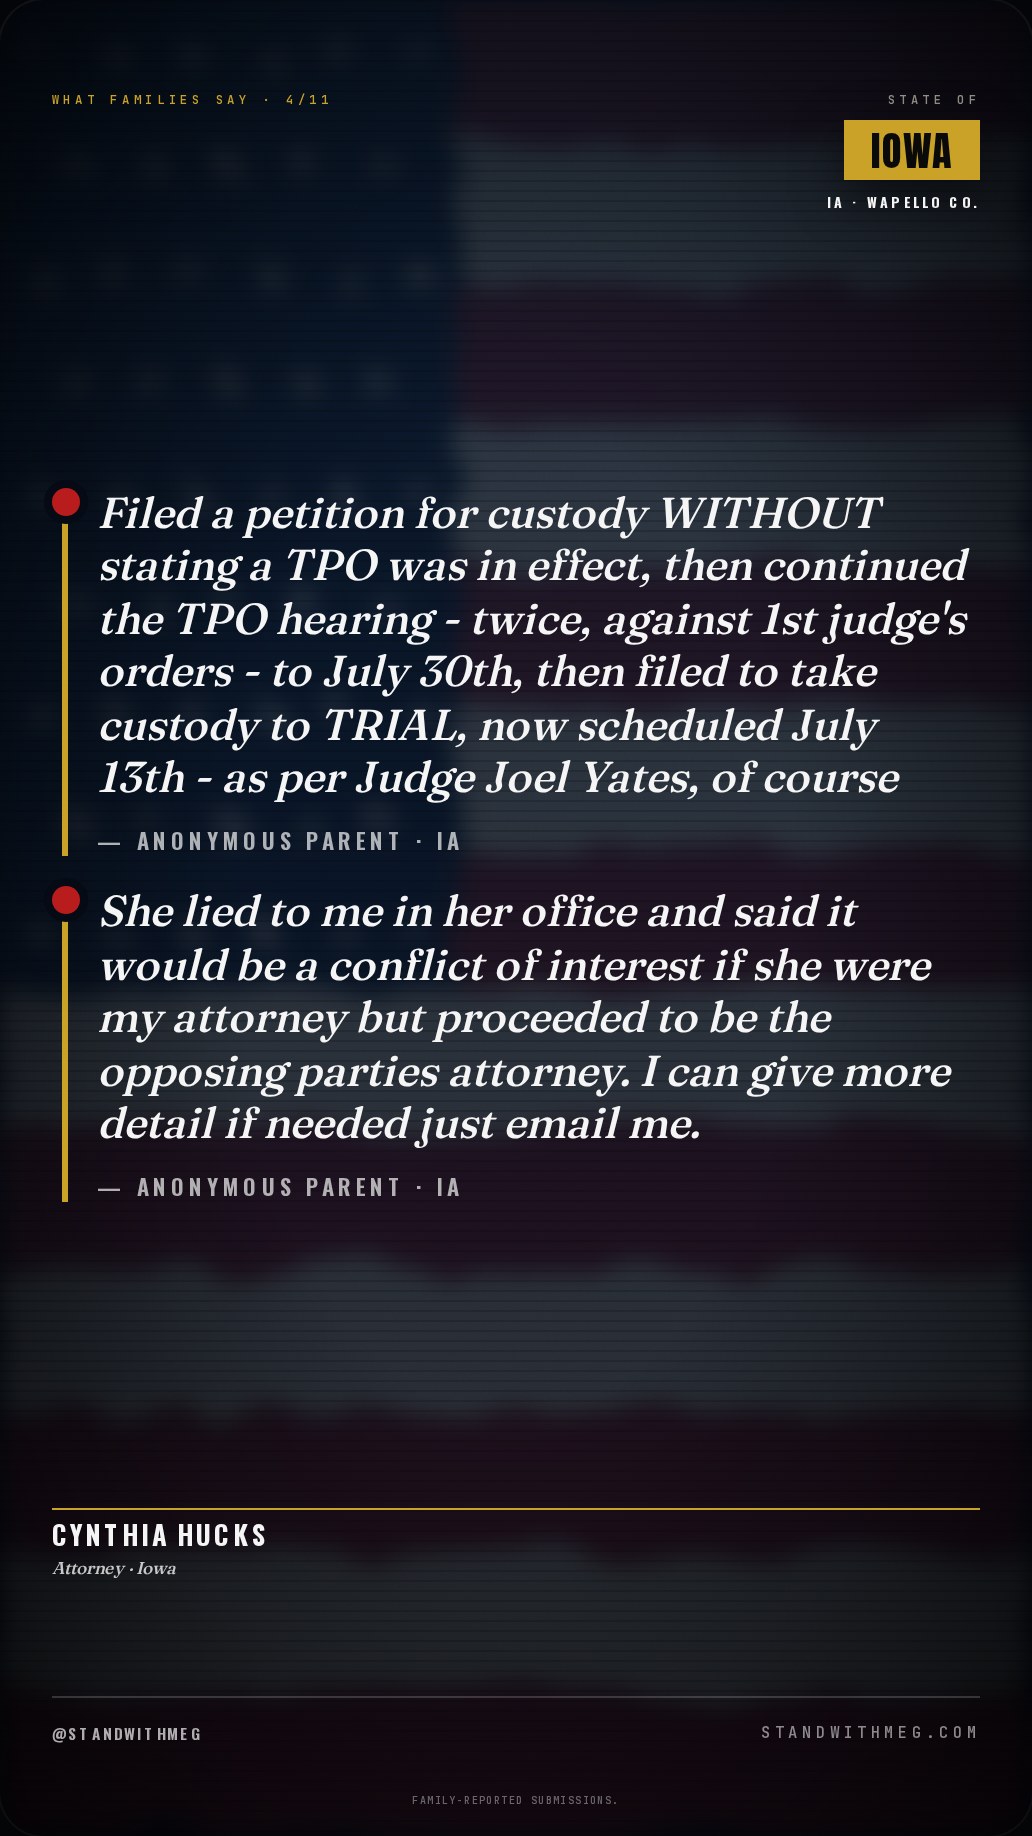 WHAT FAMILIES SAY · 4/11
STATE OF
IOWA
IA · WAPELLO CO.
Filed a petition for custody WITHOUT
stating a TPO was in effect, then continued
the TPO hearing - twice, against 1st judge's
orders - to July 30th, then filed to take
custody to TRIAL, now scheduled July
13th - as per Judge Joel Yates, of course
— ANONYMOUS PARENT · IA
She lied to me in her office and said it
would be a conflict of interest if she were
my attorney but proceeded to be the
opposing parties attorney. I can give more
detail if needed just email me.
— ANONYMOUS PARENT · IA
CYNTHIA HUCKS
Attorney · Iowa
@STANDWITHMEG
STANDWITHMEG.COM
FAMILY-REPORTED SUBMISSIONS.